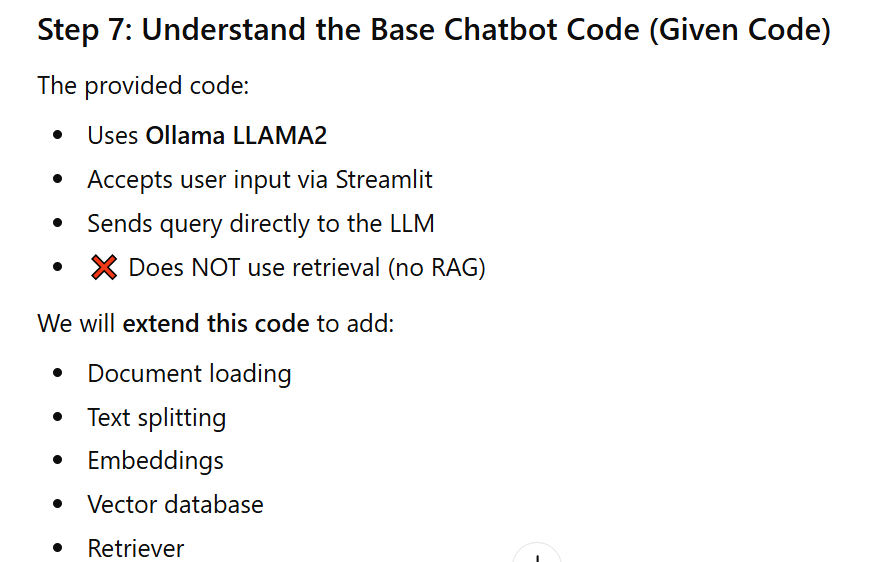 Step 7: Understand the Base Chatbot Code (Given Code)
The provided code:
• Uses Ollama LLAMA2
• Accepts user input via Streamlit
• Sends query directly to the LLM
• ❌ Does NOT use retrieval (no RAG)
We will extend this code to add:
• Document loading
• Text splitting
• Embeddings
• Vector database
• Retriever